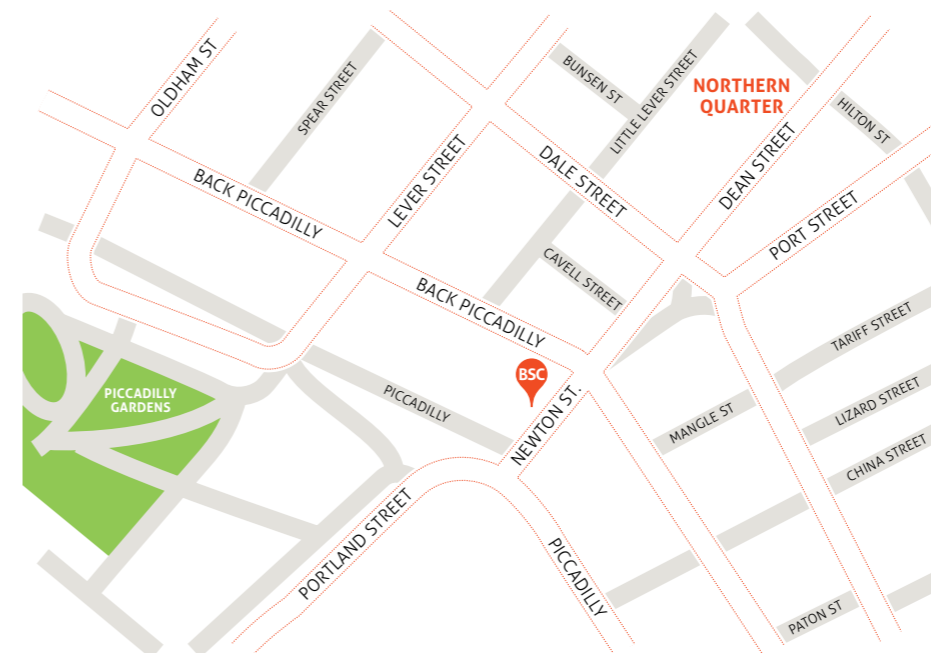 OLDHAM ST
SPEAR STREET
BUNSEN ST
LITTLE LEVER STREET
NORTHERN
QUARTER
HILTON ST
BACK PICCADILLY
LEVER STREET
DALE STREET
DEAN STREET
PORT STREET
CAVELL STREET
BACK PICCADILLY
TARIFF STREET
PICCADILLY
GARDENS
PICCADILLY
BSC
NEWTON ST.
MANGLE ST
LIZARD STREET
CHINA STREET
PORTLAND STREET
PICCADILLY
PATON ST